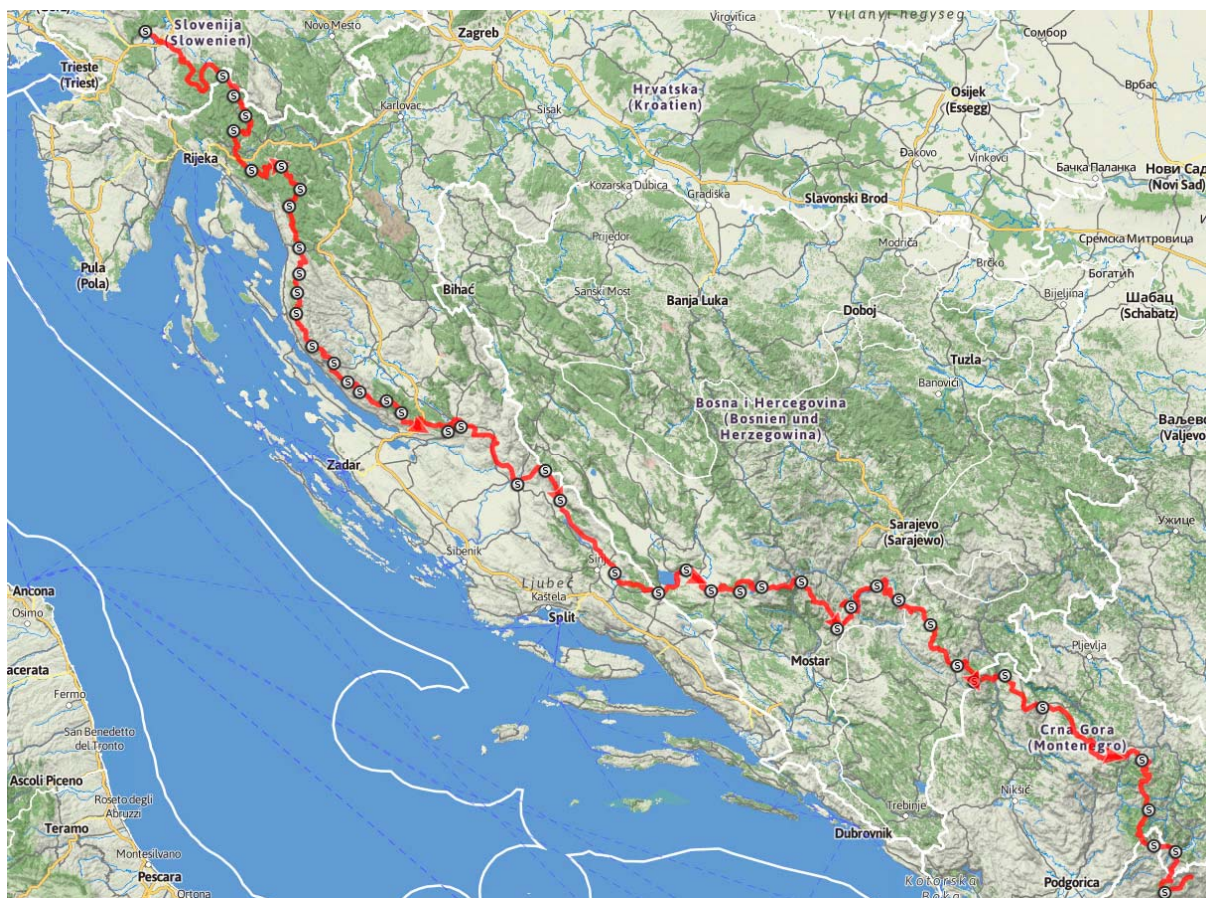 Slovenija
(Slowenien)
Novo Mesto
Zagreb
Virovitica
Villanyi-hegység
Сомбор
Trieste
(Triest)
Врбас
Hrvatska
(Kroatien)
Osijek
(Essegg)
Karlovac
Sisak
Rijeka
Đakovo
Vinkovci
Бачка Паланка
Нови Сад
(Novi Sad)
Kozarska Dubica
Gradiška
Slavonski Brod
Prijedor
Modriča
Brčko
Сремска Митровица
Pula
(Pola)
Богатић
Bihać
Sanski Most
Banja Luka
Bijeljina
Шабац
(Schabatz)
Doboj
Tuzla
Banovići
Bosna i Hercegovina
(Bosnien und
Herzegowina)
Ваљево
(Valjevo)
Zadar
Ужице
Sarajevo
(Sarajewo)
Šibenik
Sinj
Ljubeč
Kaštela
Split
Ancona
Osimo
Mostar
Pljevlja
acerata
Fermo
San Benedetto
del Tronto
Crna Gora
(Montenegro)
Ascoli Piceno
Nikšić
Roseto degli
Abruzzi
Trebinje
Teramo
Dubrovnik
Montesilvano
Pescara
Podgorica
Kotorska
Boka
Ortona